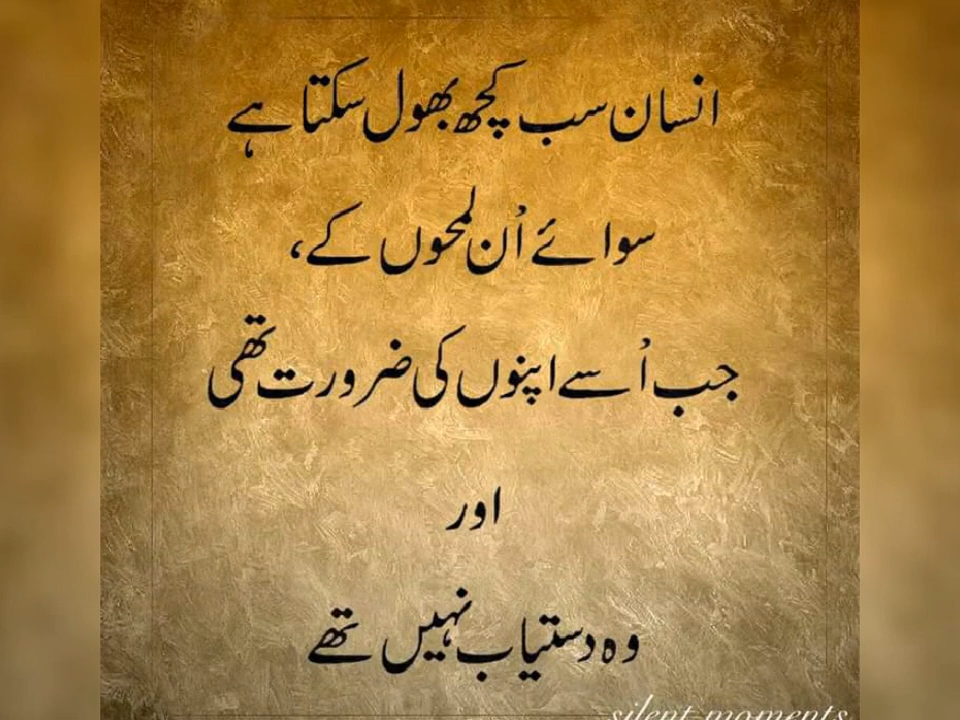 انسان سب کچھ بھول سکتا ہے
سوائے اُن لمحوں کے،
جب اُسے اپنوں کی ضرورت تھی
اور
وہ دستیاب نہیں تھے
silent moments